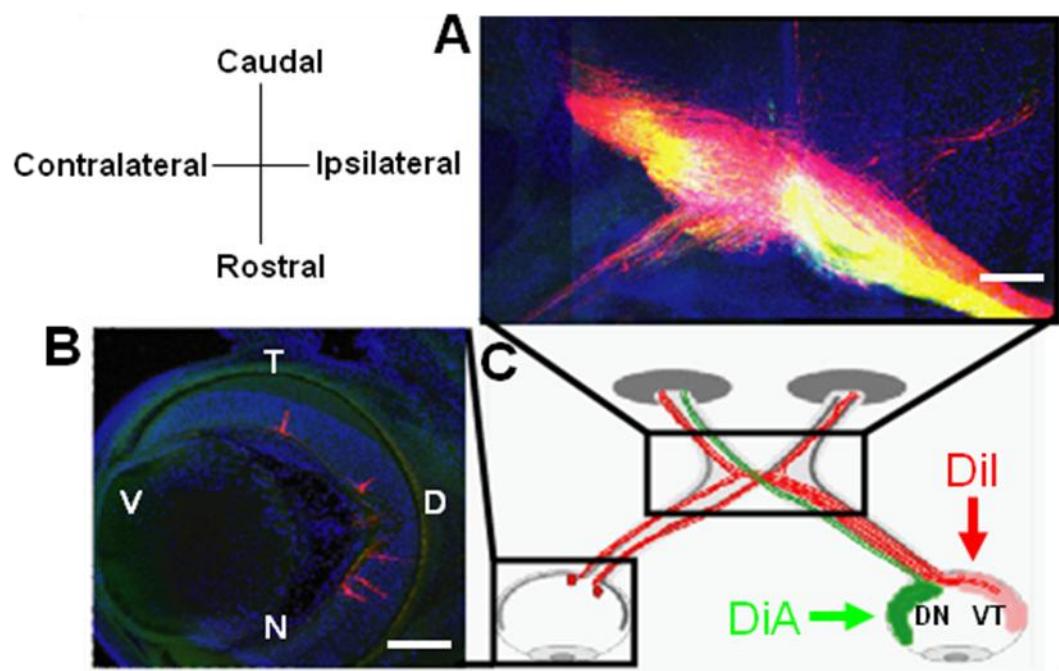 A
Caudal
Contralateral
Ipsilateral
Rostral
B
T
V
D
N
C
DiI
DiA
DN VT